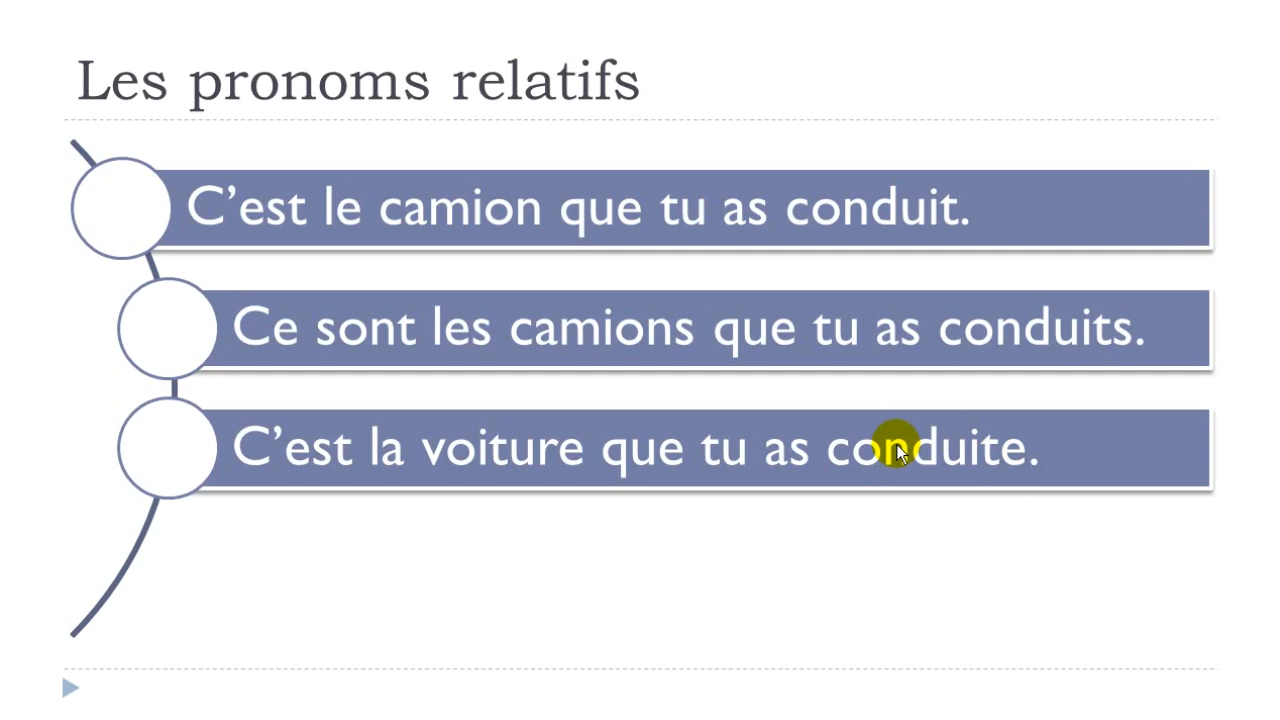 Les pronoms relatifs
C’est le camion que tu as conduit.
Ce sont les camions que tu as conduits.
C’est la voiture que tu as conduite.